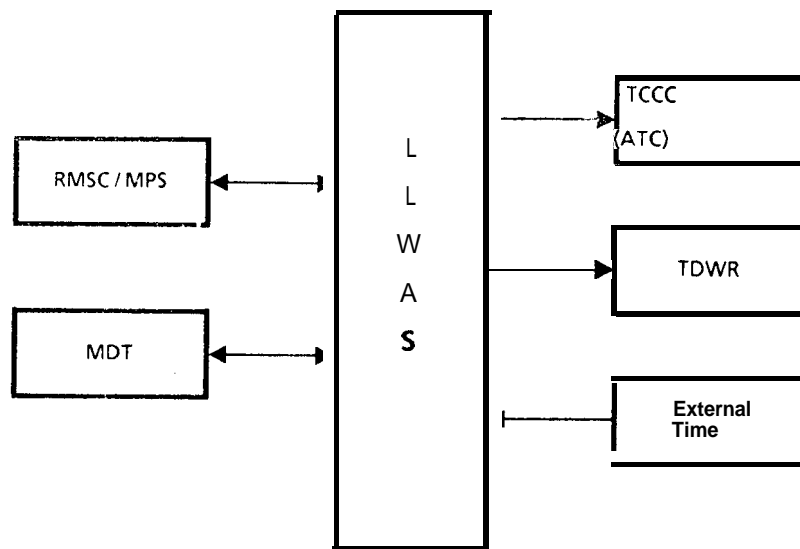 RMSC / MPS
MDT
L
L
W
A
S
TCCC
(ATC)
TDWR
External
Time